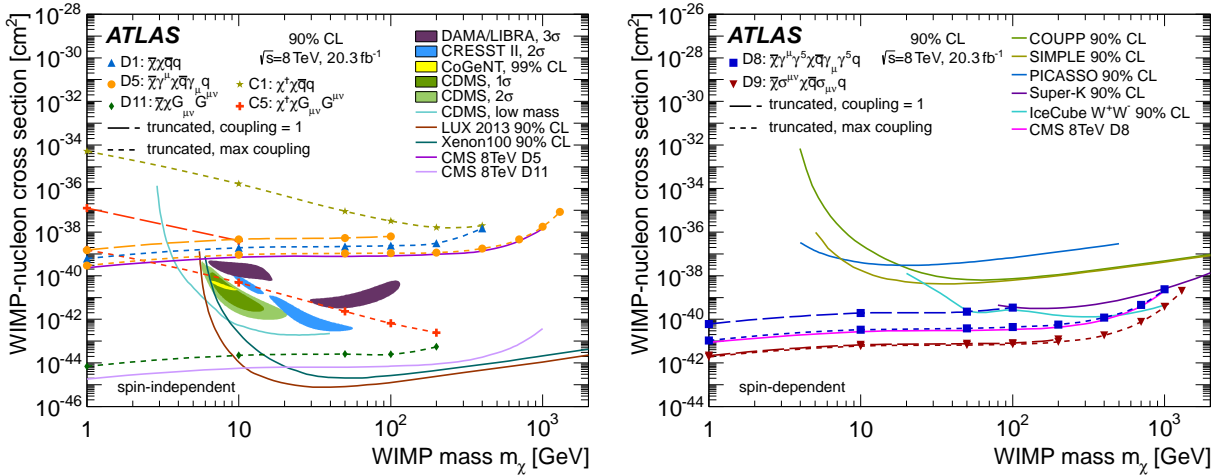 WIMP-nucleon cross section [cm²]
10⁻²⁶
10⁻²⁸
10⁻³⁰
10⁻³²
10⁻³⁴
10⁻³⁶
10⁻³⁸
10⁻⁴⁰
10⁻⁴²
10⁻⁴⁴
10⁻⁴⁶
ATLAS
90% CL
√s=8 TeV, 20.3 fb⁻¹
D1: χ̄χq̄q
D5: χ̄γ^μχq̄γ_μq
D11: χ̄χG_μν G^μν
C1: χ†χq̄q
C5: χ†χG_μν G^μν
truncated, coupling = 1
truncated, max coupling
DAMA/LIBRA, 3σ
CRESST II, 2σ
CoGeNT, 99% CL
CDMS, 1σ
CDMS, 2σ
CDMS, low mass
LUX 2013 90% CL
Xenon100 90% CL
CMS 8TeV D5
CMS 8TeV D11
spin-independent
1
10
10²
10³
WIMP mass m_χ [GeV]
WIMP-nucleon cross section [cm²]
10⁻²⁸
10⁻³⁰
10⁻³²
10⁻³⁴
10⁻³⁶
10⁻³⁸
10⁻⁴⁰
10⁻⁴²
10⁻⁴⁴
10⁻⁴⁶
ATLAS
90% CL
√s=8 TeV, 20.3 fb⁻¹
D8: χ̄γ^μγ⁵χq̄γ_μγ⁵q
D9: χ̄σ^μνχq̄σ_μνq
truncated, coupling = 1
truncated, max coupling
COUPP 90% CL
SIMPLE 90% CL
PICASSO 90% CL
Super-K 90% CL
IceCube W⁺W⁻ 90% CL
CMS 8TeV D8
spin-dependent
1
10
10²
10³
WIMP mass m_χ [GeV]